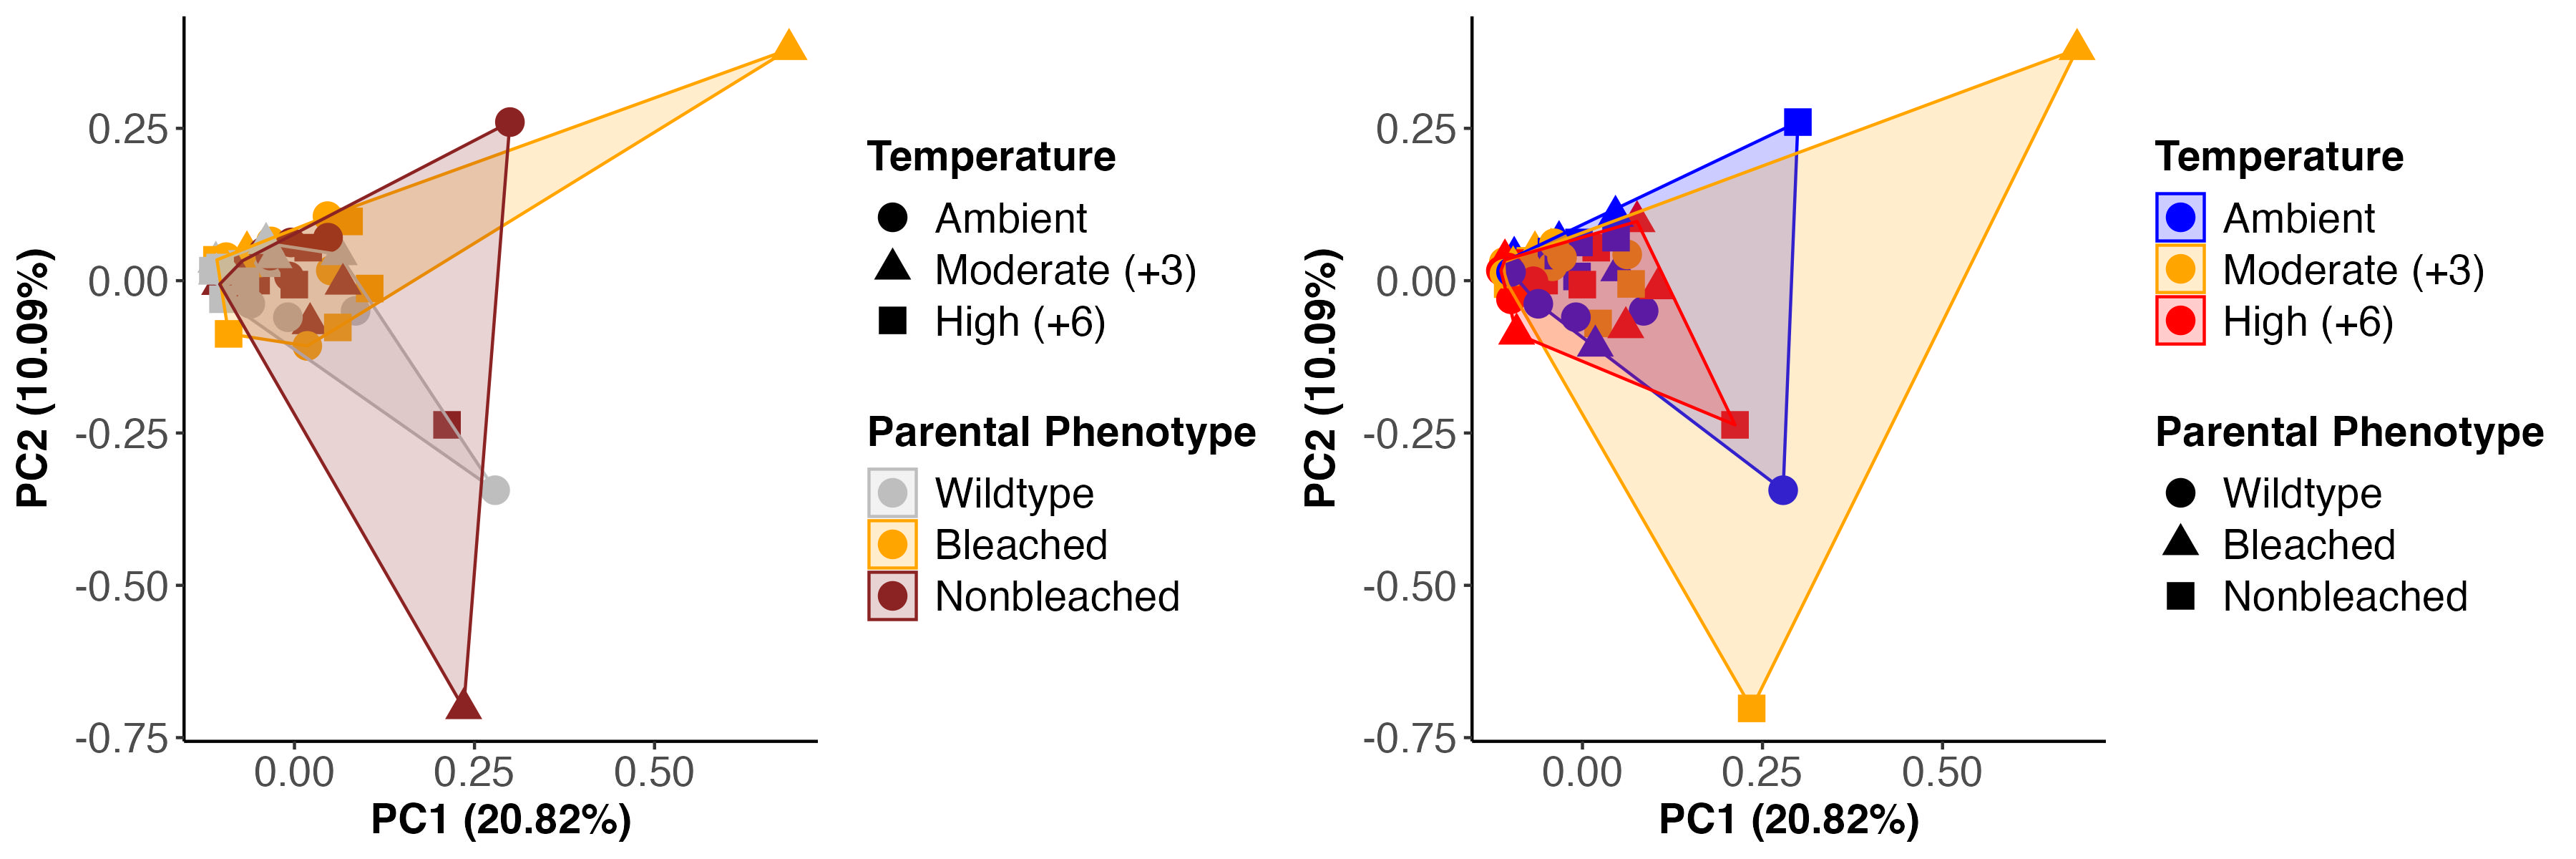 0.25
0.00
-0.25
-0.50
-0.75
PC2 (10.09%)
0.00 0.25 0.50
PC1 (20.82%)
Temperature
Ambient
Moderate (+3)
High (+6)
Parental Phenotype
Wildtype
Bleached
Nonbleached
0.25
0.00
-0.25
-0.50
-0.75
PC2 (10.09%)
0.00 0.25 0.50
PC1 (20.82%)
Temperature
Ambient
Moderate (+3)
High (+6)
Parental Phenotype
Wildtype
Bleached
Nonbleached